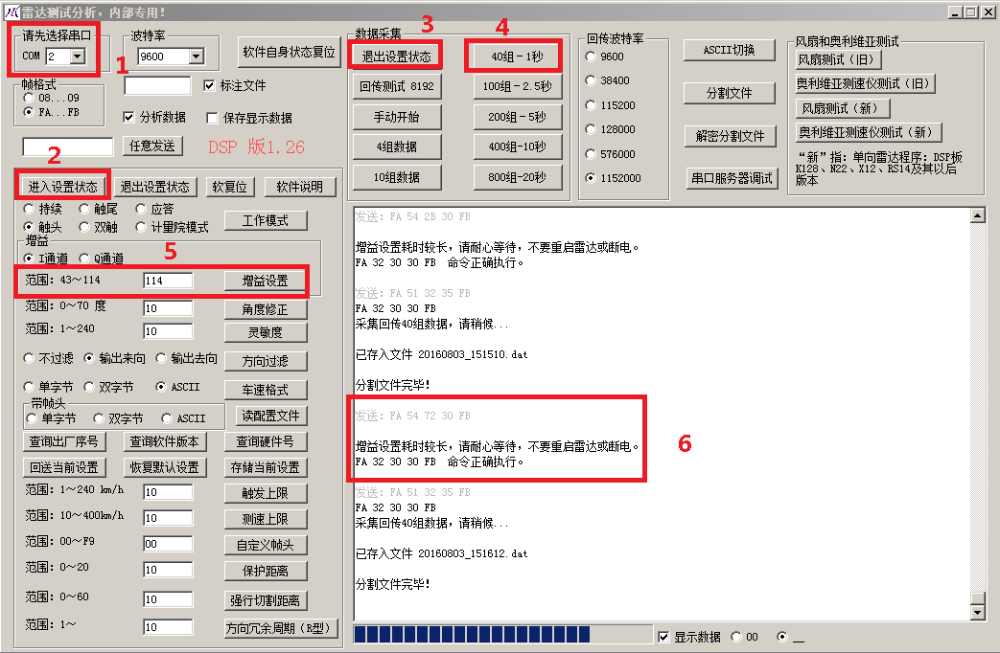 雷达测试分析，内部专用！
请先选择串口
COM 2
1
波特率
9600
软件自身状态复位
标注文件
帧格式
08...09
FA...FB
分析数据
保存显示数据
任意发送
DSP 版1.26
2
进入设置状态
退出设置状态
软复位
软件说明
持续
触尾
应答
触头
双触
计量院模式
工作模式
增益
I通道
Q通道
5
范围：43～114
114
增益设置
范围：0～70 度
10
角度修正
范围：1～240
10
灵敏度
不过滤
输出来向
输出去向
方向过滤
单字节
双字节
ASCII
车速格式
带帧头
单字节
双字节
ASCII
读配置文件
查询出厂序号
查询软件版本
查询硬件号
回送当前设置
恢复默认设置
存储当前设置
范围：1～240 km/h
10
触发上限
范围：10～400km/h
10
测速上限
范围：00～F9
00
自定义帧头
范围：0～20
10
保护距离
范围：0～60
10
强行切割距离
范围：1～
10
方向冗余周期（R型）
数据采集
3
4
退出设置状态
40组－1秒
回传测试 8192
100组－2.5秒
手动开始
200组－5秒
4组数据
400组-10秒
10组数据
800组-20秒
回传波特率
9600
38400
115200
128000
576000
1152000
ASCII切换
分割文件
解密分割文件
串口服务器调试
风扇和奥利维亚测试
风扇测试（旧）
奥利维亚测速仪测试（旧）
风扇测试（新）
奥利维亚测速仪测试（新）
“新”指：单向雷达程序：DSP板
K128、N22、X12、RS14及其以后
版本
发送：FA 54 2B 30 FB
增益设置耗时较长，请耐心等待，不要重启雷达或断电。
FA 32 30 30 FB 命令正确执行。
发送：FA 51 32 35 FB
FA 32 30 30 FB
采集回传40组数据，请稍候...
已存入文件 20160803_151510.dat
分割文件完毕！
发送：FA 54 72 30 FB
增益设置耗时较长，请耐心等待，不要重启雷达或断电。
FA 32 30 30 FB 命令正确执行。
6
发送：FA 51 32 35 FB
FA 32 30 30 FB
采集回传40组数据，请稍候...
已存入文件 20160803_151612.dat
分割文件完毕！
显示数据
00
__